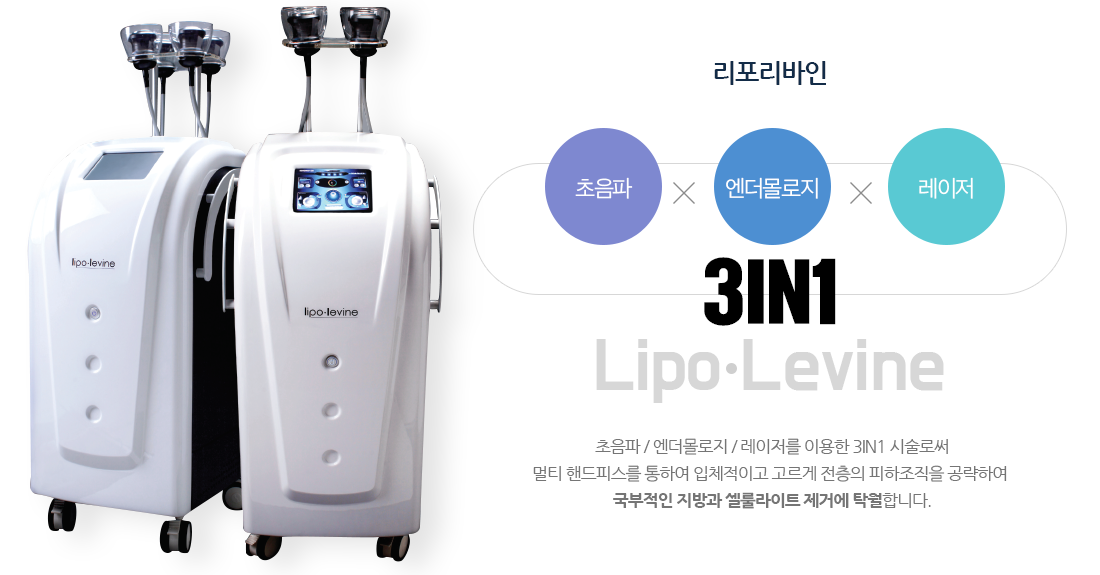 리포리바인
초음파
엔더몰로지
레이저
3IN1
Lipo·Levine
초음파 / 엔더몰로지 / 레이저를 이용한 3IN1 시술로써
멀티 핸드피스를 통하여 입체적이고 고르게 전층의 피하조직을 공략하여
국부적인 지방과 셀룰라이트 제거에 탁월합니다.
lipo·levine
lipo·levine